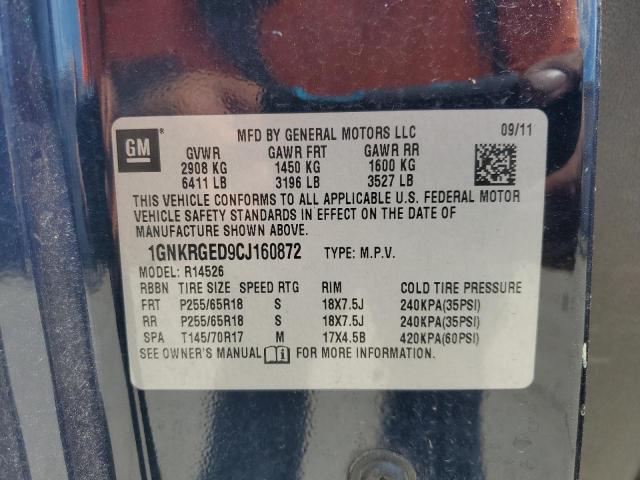 GM MFD BY GENERAL MOTORS LLC 09/11
GVWR GAWR FRT GAWR RR
2908 KG 1450 KG 1600 KG
6411 LB 3196 LB 3527 LB
THIS VEHICLE CONFORMS TO ALL APPLICABLE U.S. FEDERAL MOTOR
VEHICLE SAFETY STANDARDS IN EFFECT ON THE DATE OF
MANUFACTURE SHOWN ABOVE.
1GNKRGED9CJ160872 TYPE: M.P.V.
MODEL: R14526
RBBN TIRE SIZE SPEED RTG RIM COLD TIRE PRESSURE
FRT P255/65R18 S 18X7.5J 240KPA(35PSI)
RR P255/65R18 S 18X7.5J 240KPA(35PSI)
SPA T145/70R17 M 17X4.5B 420KPA(60PSI)
SEE OWNER'S MANUAL FOR MORE INFORMATION.